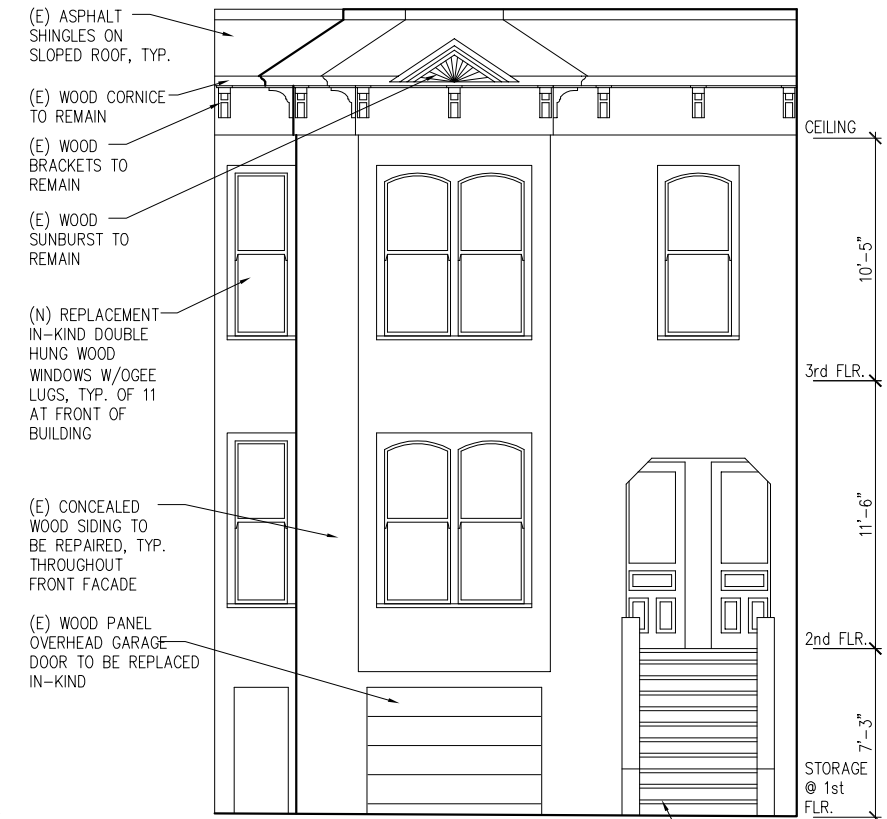 (E) ASPHALT
SHINGLES ON
SLOPED ROOF, TYP.
(E) WOOD CORNICE
TO REMAIN
(E) WOOD
BRACKETS TO
REMAIN
(E) WOOD
SUNBURST TO
REMAIN
(N) REPLACEMENT
IN-KIND DOUBLE
HUNG WOOD
WINDOWS W/OGEE
LUGS, TYP. OF 11
AT FRONT OF
BUILDING
(E) CONCEALED
WOOD SIDING TO
BE REPAIRED, TYP.
THROUGHOUT
FRONT FACADE
(E) WOOD PANEL
OVERHEAD GARAGE
DOOR TO BE REPLACED
IN-KIND
CEILING
10'-5"
3rd FLR.
11'-6"
2nd FLR.
7'-3"
STORAGE
@ 1st
FLR.